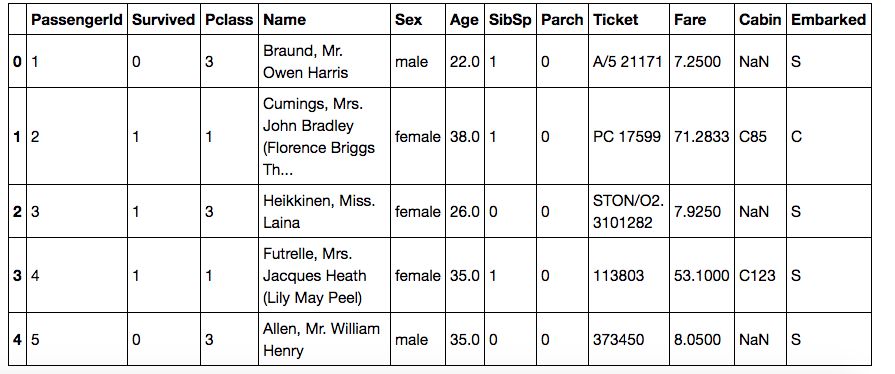 PassengerId Survived Pclass Name Sex Age SibSp Parch Ticket Fare Cabin Embarked
0 1 0 3 Braund, Mr.
Owen Harris male 22.0 1 0 A/5 21171 7.2500 NaN S
1 2 1 1 Cumings, Mrs.
John Bradley
(Florence Briggs
Th... female 38.0 1 0 PC 17599 71.2833 C85 C
2 3 1 3 Heikkinen, Miss.
Laina female 26.0 0 0 STON/O2.
3101282 7.9250 NaN S
3 4 1 1 Futrelle, Mrs.
Jacques Heath
(Lily May Peel) female 35.0 1 0 113803 53.1000 C123 S
4 5 0 3 Allen, Mr. William
Henry male 35.0 0 0 373450 8.0500 NaN S